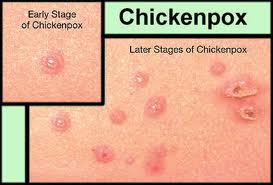 Early Stage
of Chickenpox
Chickenpox
Later Stages of Chickenpox